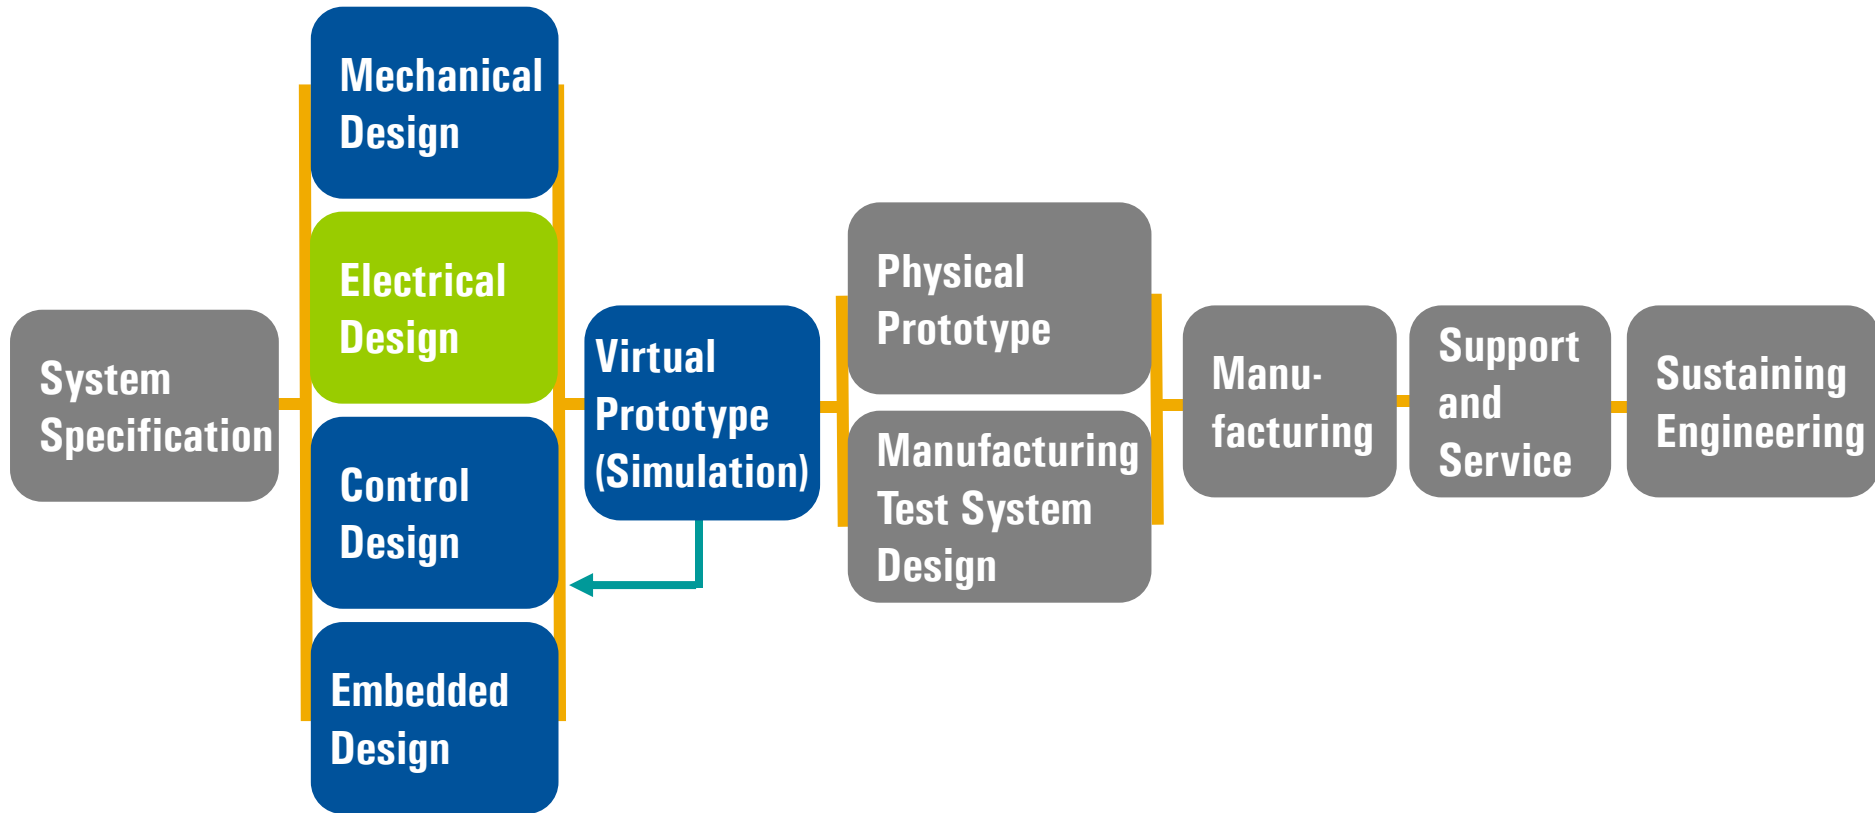 System
Specification
Mechanical
Design
Electrical
Design
Control
Design
Embedded
Design
Virtual
Prototype
(Simulation)
Physical
Prototype
Manufacturing
Test System
Design
Manu-
facturing
Support
and
Service
Sustaining
Engineering